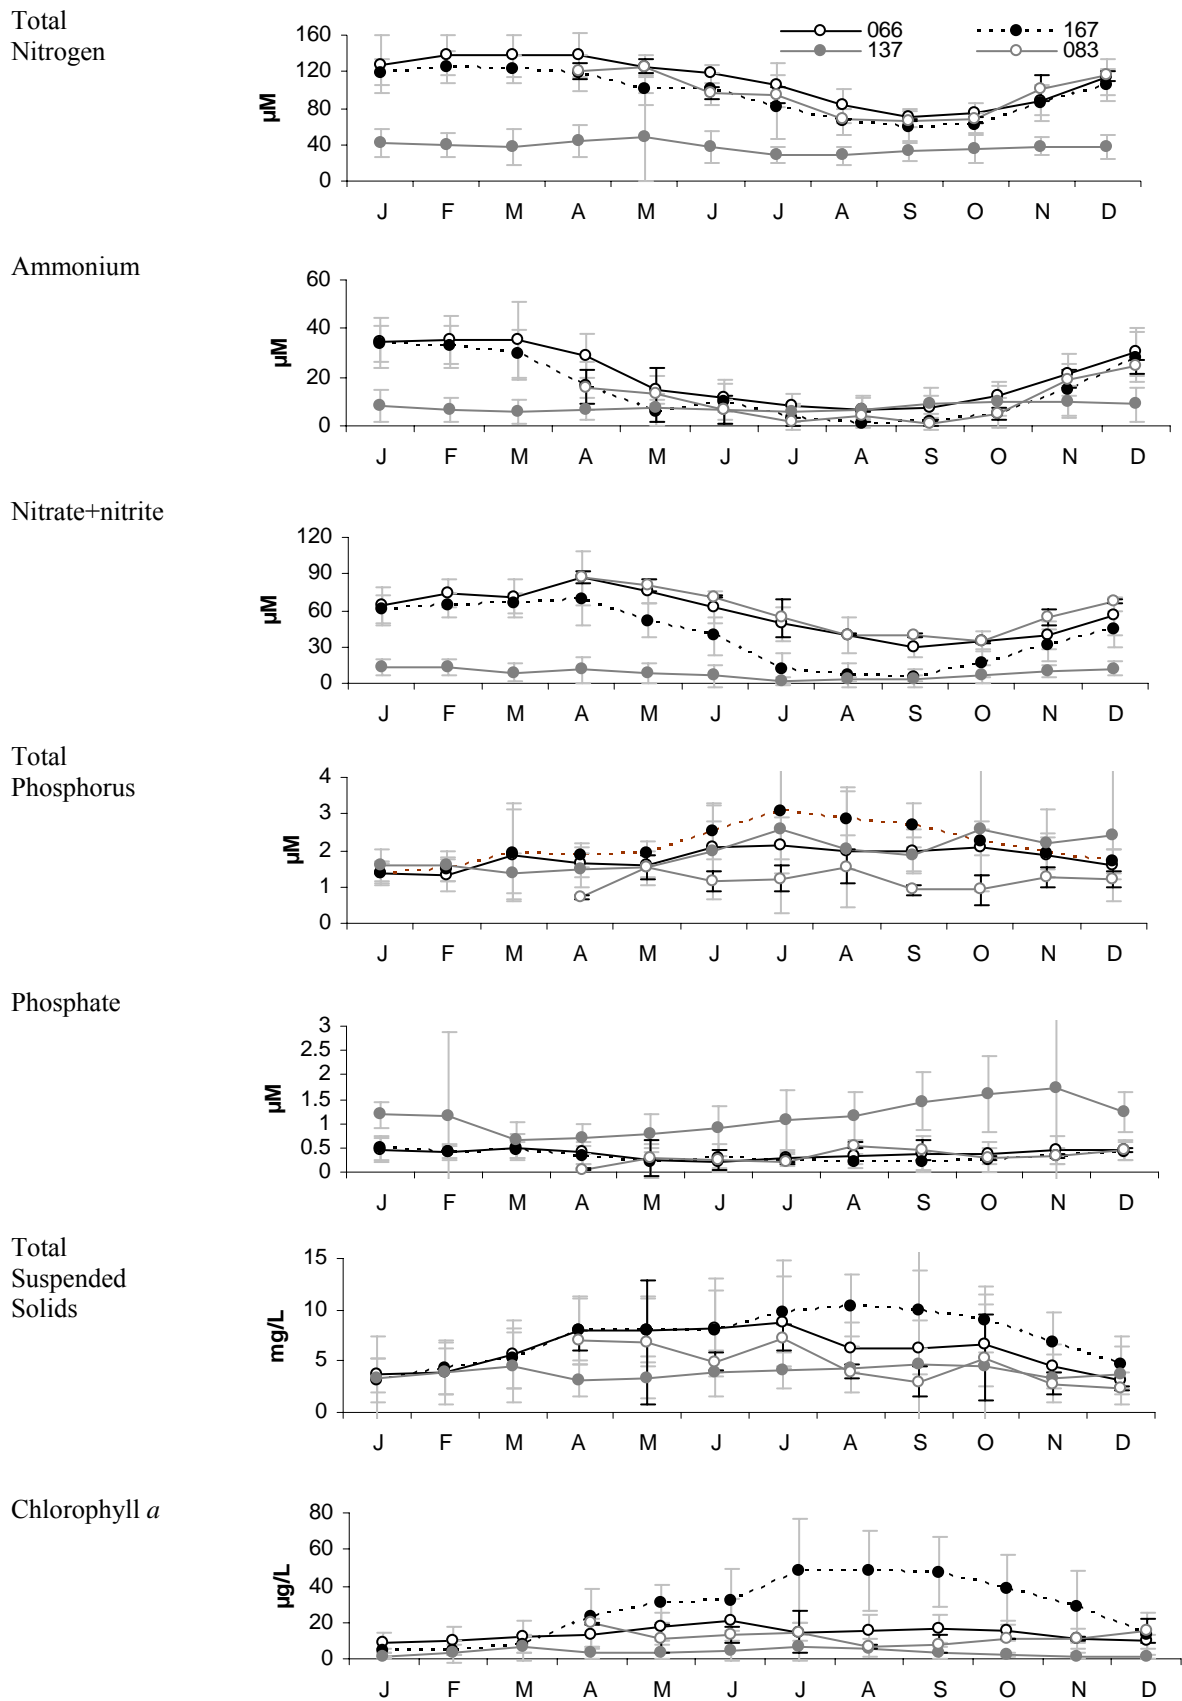 Total
Nitrogen
066
167
137
083
160
120
80
40
0
µM
J F M A M J J A S O N D
Ammonium
60
40
20
0
µM
J F M A M J J A S O N D
Nitrate+nitrite
120
90
60
30
0
µM
J F M A M J J A S O N D
Total
Phosphorus
4
3
2
1
0
µM
J F M A M J J A S O N D
Phosphate
3
2.5
2
1.5
1
0.5
0
µM
J F M A M J J A S O N D
Total
Suspended
Solids
15
10
5
0
mg/L
J F M A M J J A S O N D
Chlorophyll a
80
60
40
20
0
µg/L
J F M A M J J A S O N D